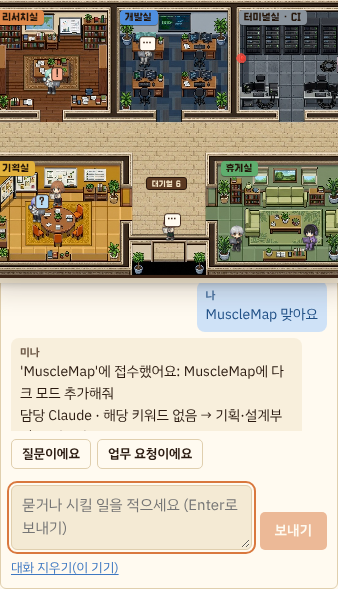 리서치실
개발실
터미널실 · CI
기획실
대기열 6
휴게실
나
MuscleMap 맞아요
미나
'MuscleMap'에 접수했어요: MuscleMap에 다
크 모드 추가해줘
담당 Claude · 해당 키워드 없음 → 기획·설계부
질문이에요
업무 요청이에요
묻거나 시킬 일을 적으세요 (Enter로
보내기)
보내기
대화 지우기(이 기기)